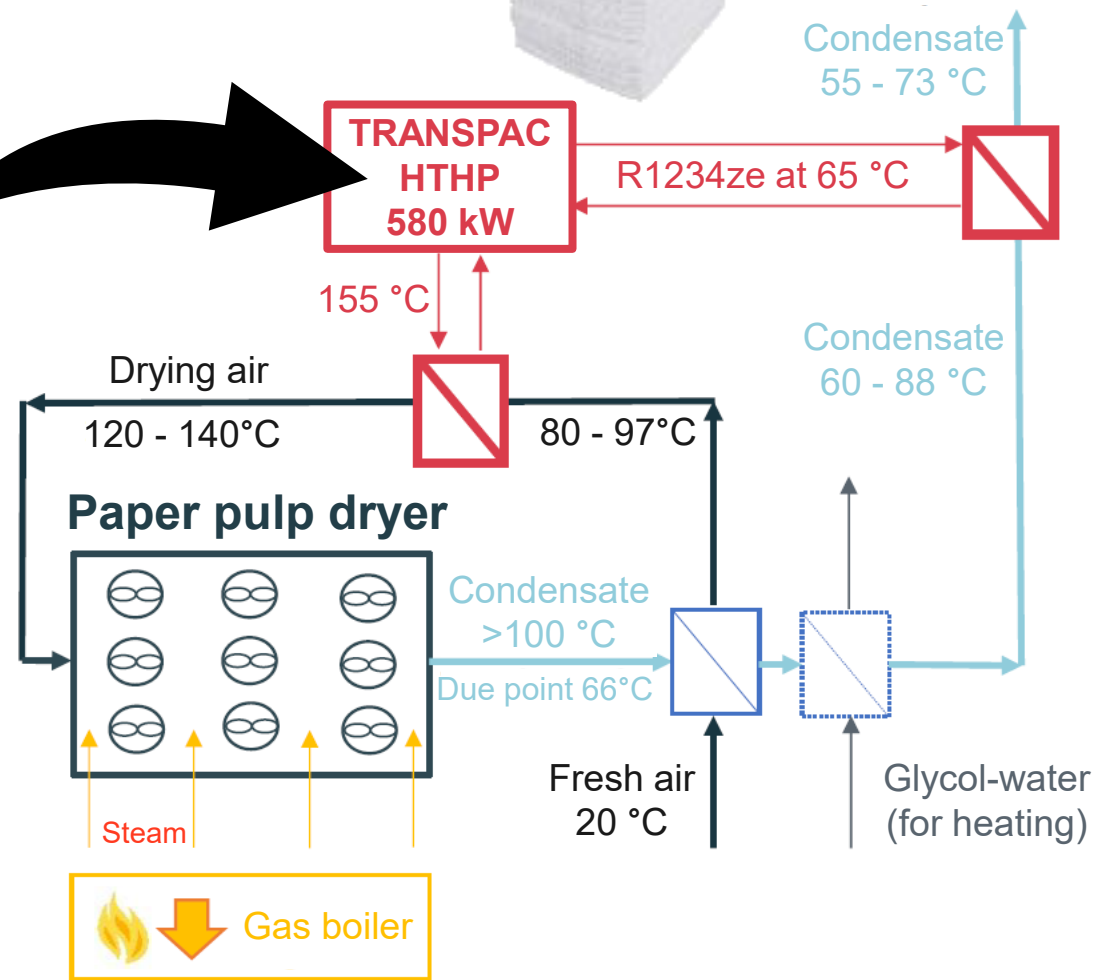 Condensate
55 - 73 °C
TRANSPAC
HTHP
580 kW
R1234ze at 65 °C
155 °C
Condensate
60 - 88 °C
Drying air
120 - 140°C
80 - 97°C
Paper pulp dryer
Condensate
>100 °C
Due point 66°C
Fresh air
20 °C
Glycol-water
(for heating)
Steam
Gas boiler